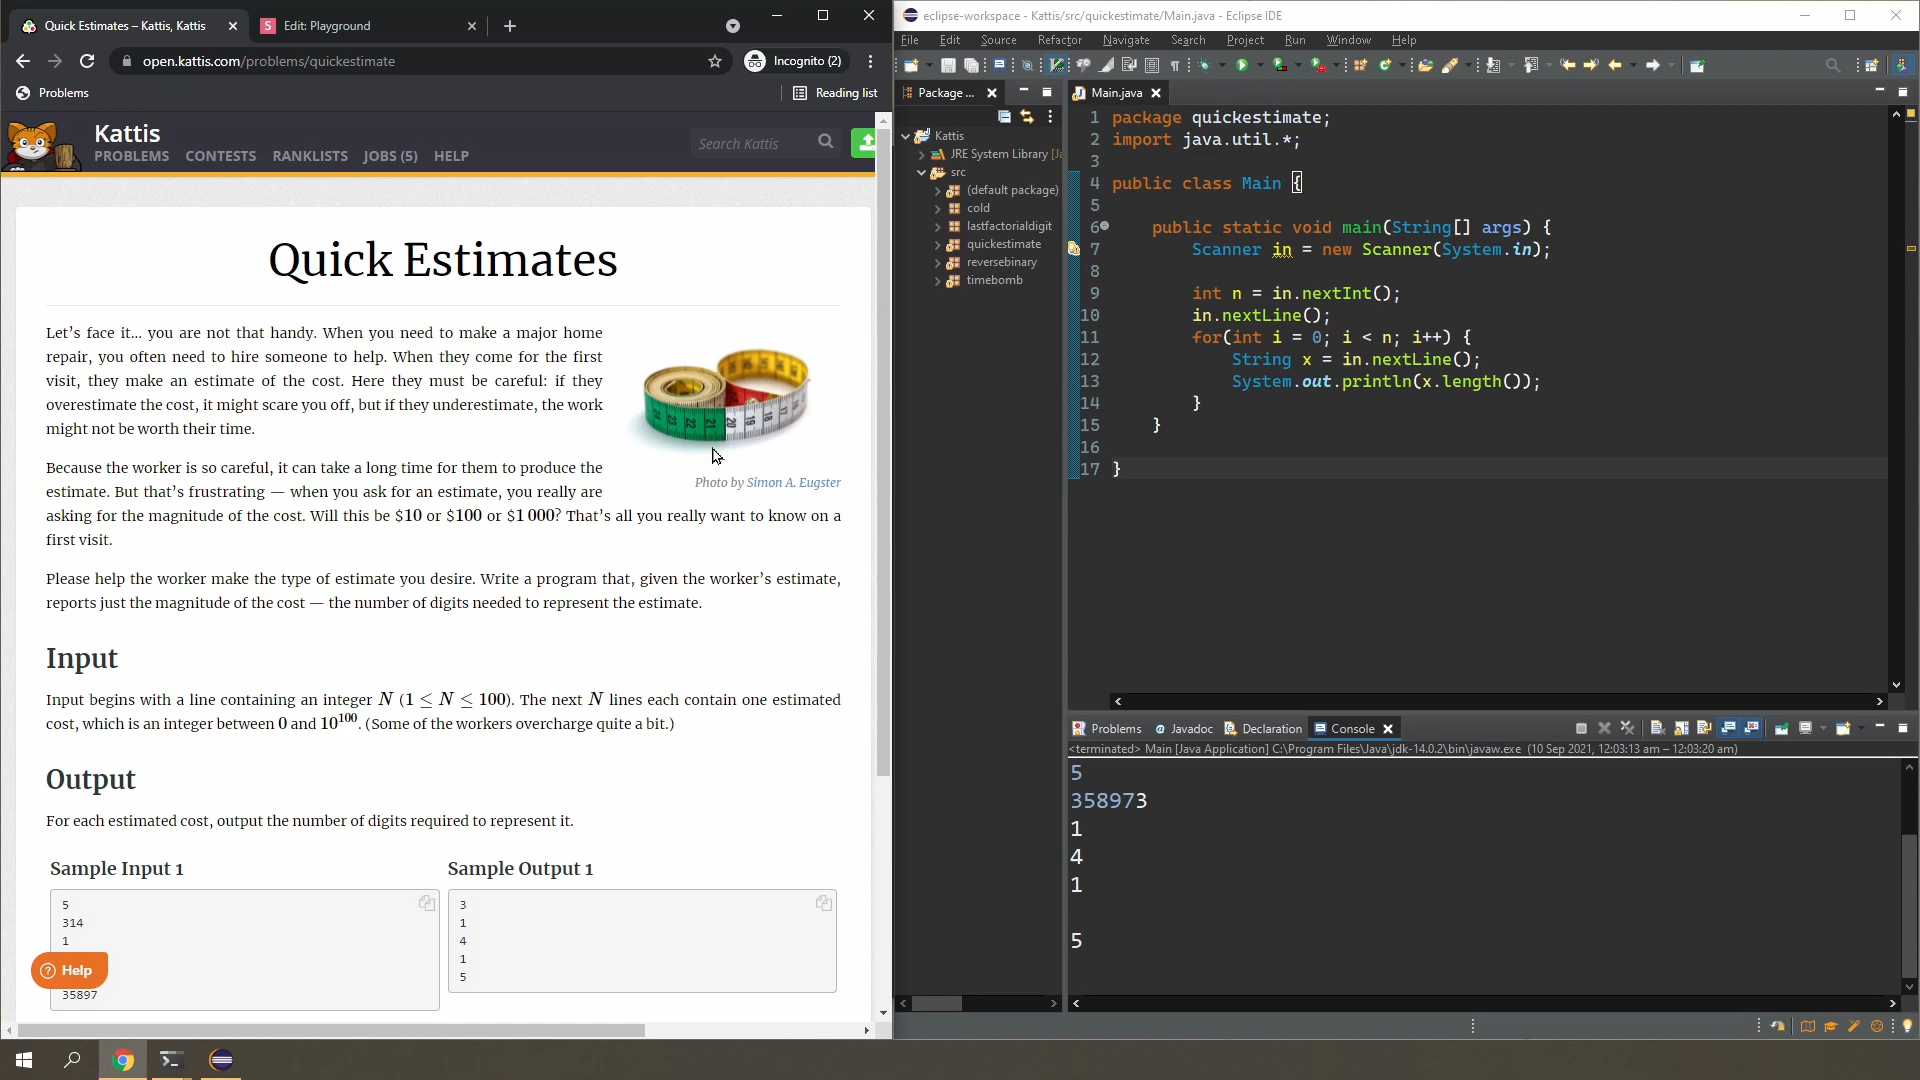 Quick Estimates – Kattis, Kattis
Edit: Playground
open.kattis.com/problems/quickestimate
Incognito (2)
Problems
Reading list
Kattis
PROBLEMS CONTESTS RANKLISTS JOBS (5) HELP
Search Kattis
Quick Estimates
Let's face it… you are not that handy. When you need to make a major home
repair, you often need to hire someone to help. When they come for the first
visit, they make an estimate of the cost. Here they must be careful: if they
overestimate the cost, it might scare you off, but if they underestimate, the work
might not be worth their time.
Because the worker is so careful, it can take a long time for them to produce the
estimate. But that's frustrating — when you ask for an estimate, you really are
asking for the magnitude of the cost. Will this be $10 or $100 or $1 000? That's all you really want to know on a
first visit.
Photo by Simon A. Eugster
Please help the worker make the type of estimate you desire. Write a program that, given the worker's estimate,
reports just the magnitude of the cost — the number of digits needed to represent the estimate.
Input
Input begins with a line containing an integer N (1 ≤ N ≤ 100). The next N lines each contain one estimated
cost, which is an integer between 0 and 10^100. (Some of the workers overcharge quite a bit.)
Output
For each estimated cost, output the number of digits required to represent it.
Sample Input 1
5
314
1
35897
Help
Sample Output 1
3
1
4
1
5
eclipse-workspace - Kattis/src/quickestimate/Main.java - Eclipse IDE
File Edit Source Refactor Navigate Search Project Run Window Help
Package ...
Kattis
JRE System Library [Ja
src
(default package)
cold
lastfactorialdigit
quickestimate
reversebinary
timebomb
Main.java
1 package quickestimate;
2 import java.util.*;
3
4 public class Main {
5
6 public static void main(String[] args) {
7 Scanner in = new Scanner(System.in);
8
9 int n = in.nextInt();
10 in.nextLine();
11 for(int i = 0; i < n; i++) {
12 String x = in.nextLine();
13 System.out.println(x.length());
14 }
15 }
16
17 }
Problems Javadoc Declaration Console
<terminated> Main [Java Application] C:\Program Files\Java\jdk-14.0.2\bin\javaw.exe (10 Sep 2021, 12:03:13 am – 12:03:20 am)
5
358973
1
4
1
5